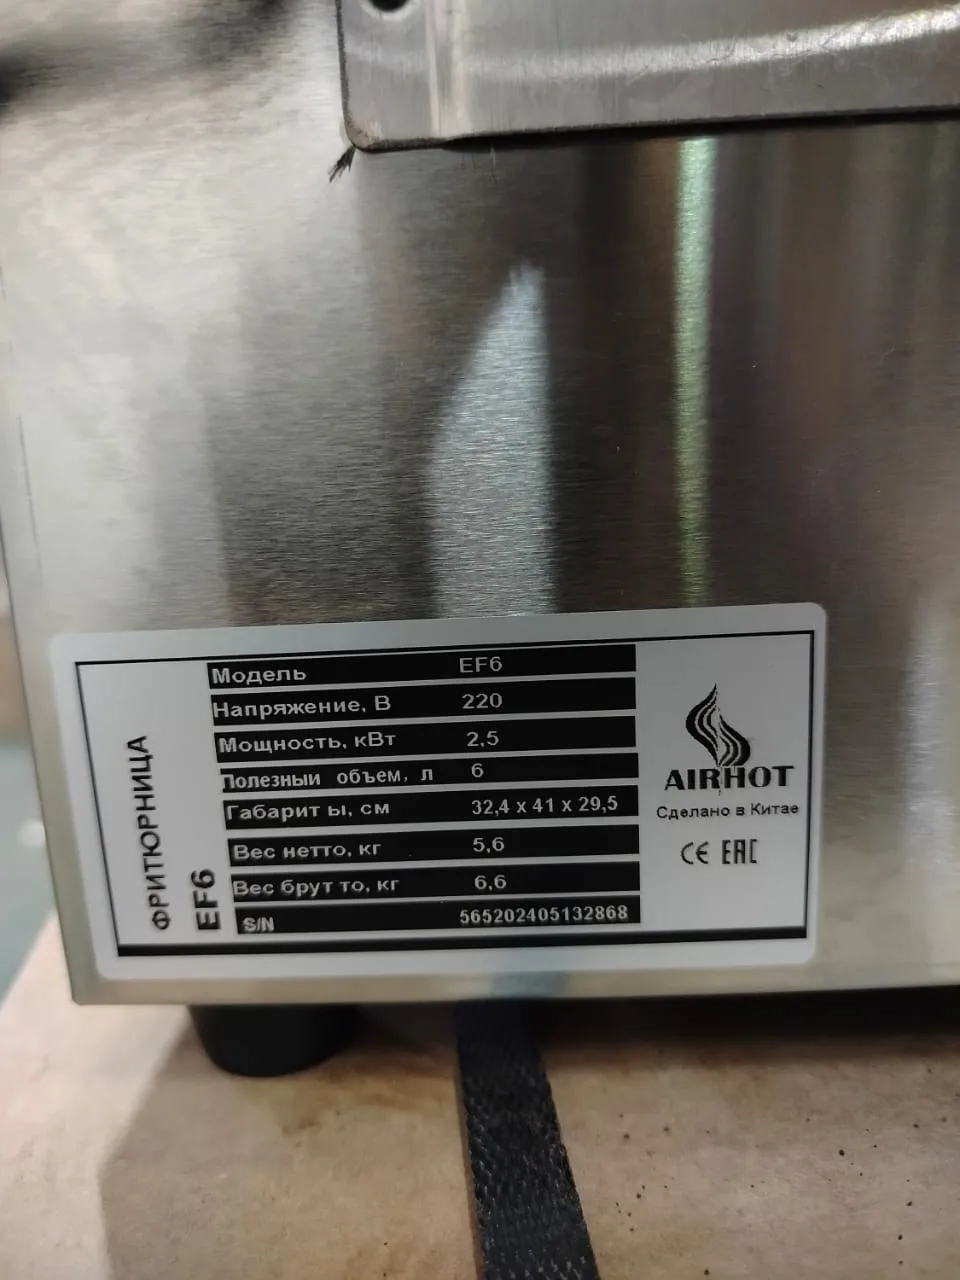 ФРИТЮРНИЦА
EF6
Модель EF6
Напряжение, В 220
Мощность, кВт 2,5
Полезный объем, л 6
Габарит ы, см 32,4 x 41 x 29,5
Вес нетто, кг 5,6
Вес брут то, кг 6,6
S/N 565202405132868
AIRHOT
Сделано в Китае
CE EAC